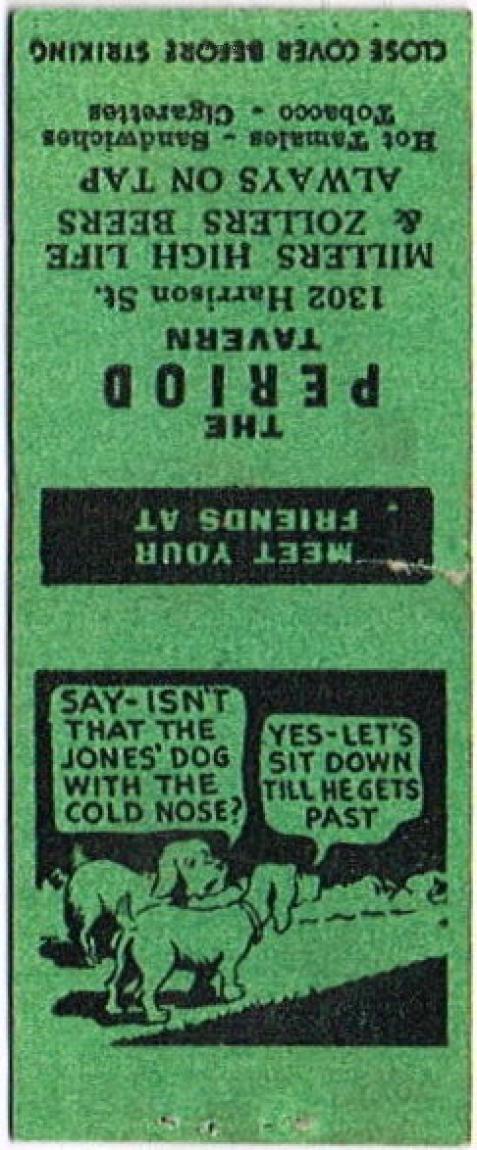 SAY-ISN'T
THAT THE
JONES' DOG
WITH THE
COLD NOSE?
YES-LET'S
SIT DOWN
TILL HE GETS
PAST
MEET YOUR
FRIENDS AT
THE
PERIOD
TAVERN
1302 Harrison St.
MILLERS HIGH LIFE
& ZOLLERS BEERS
ALWAYS ON TAP
Hot Tamales - Sandwiches
Tobacco - Cigarettes
CLOSE COVER BEFORE STRIKING